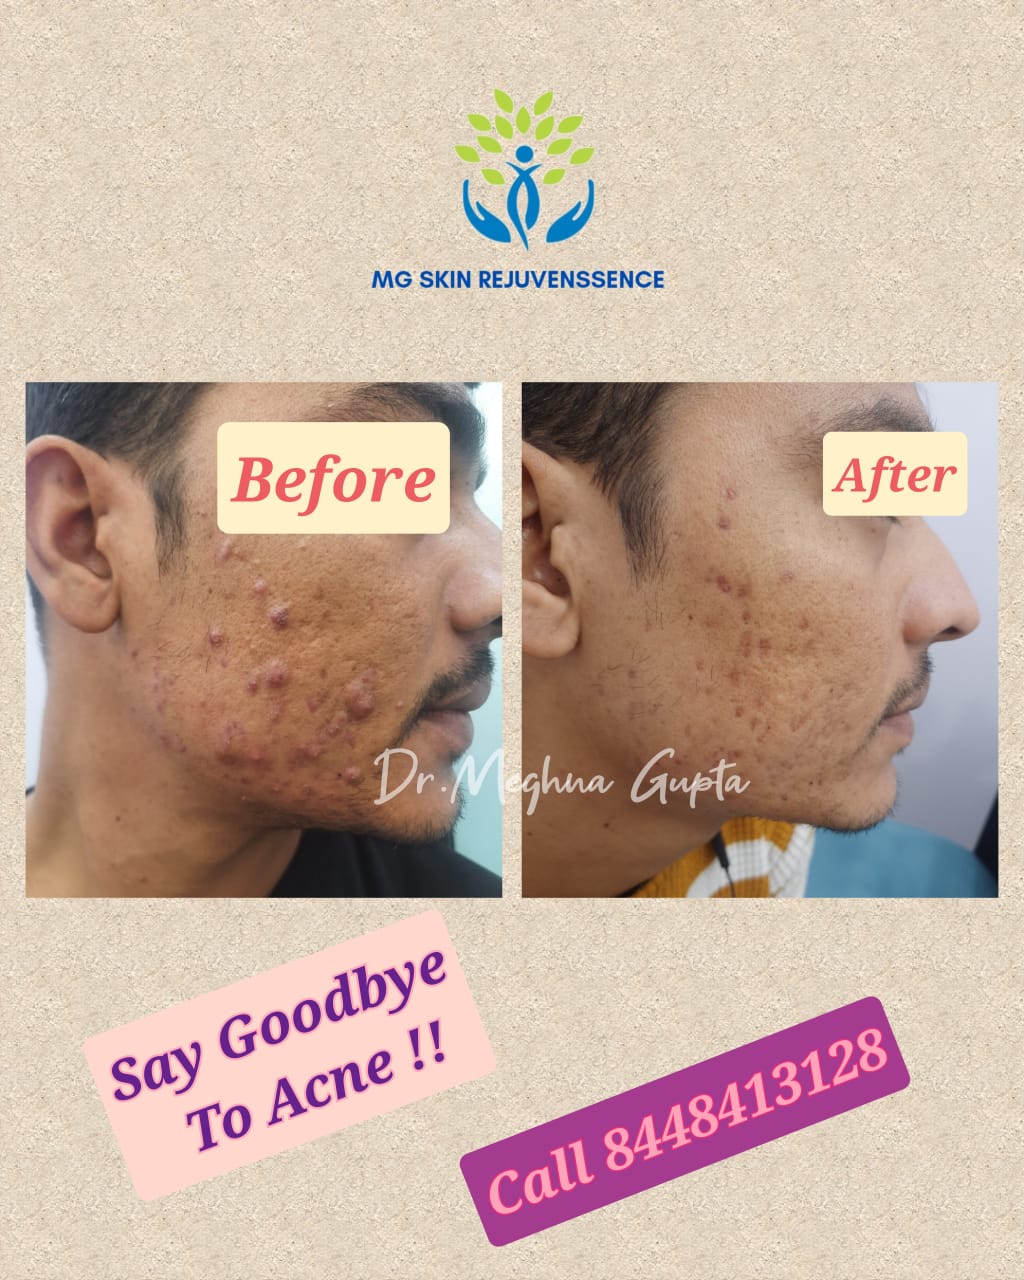 MG SKIN REJUVENSSENCE
Before
After
Dr.Meghna Gupta
Say Goodbye
To Acne !!
Call 8448413128